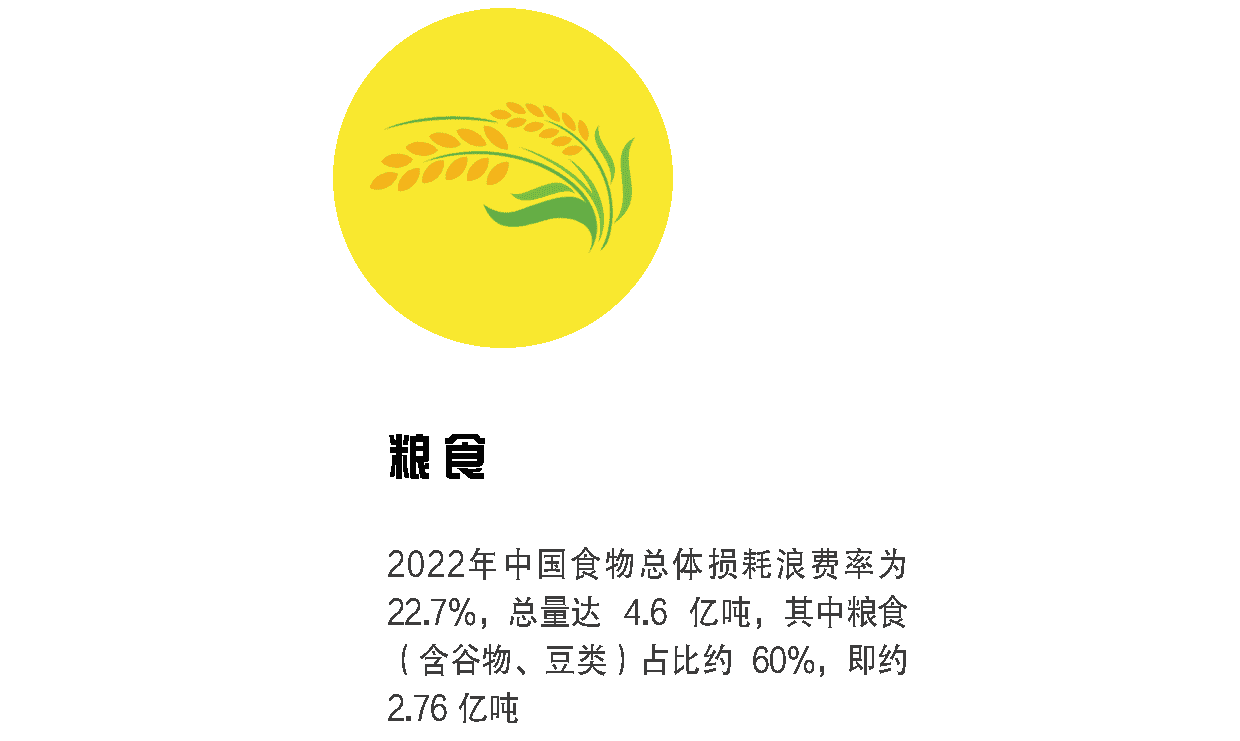 粮食
2022年中国食物总体损耗浪费率为
22.7%，总量达 4.6 亿吨，其中粮食
（含谷物、豆类）占比约 60%，即约
2.76 亿吨